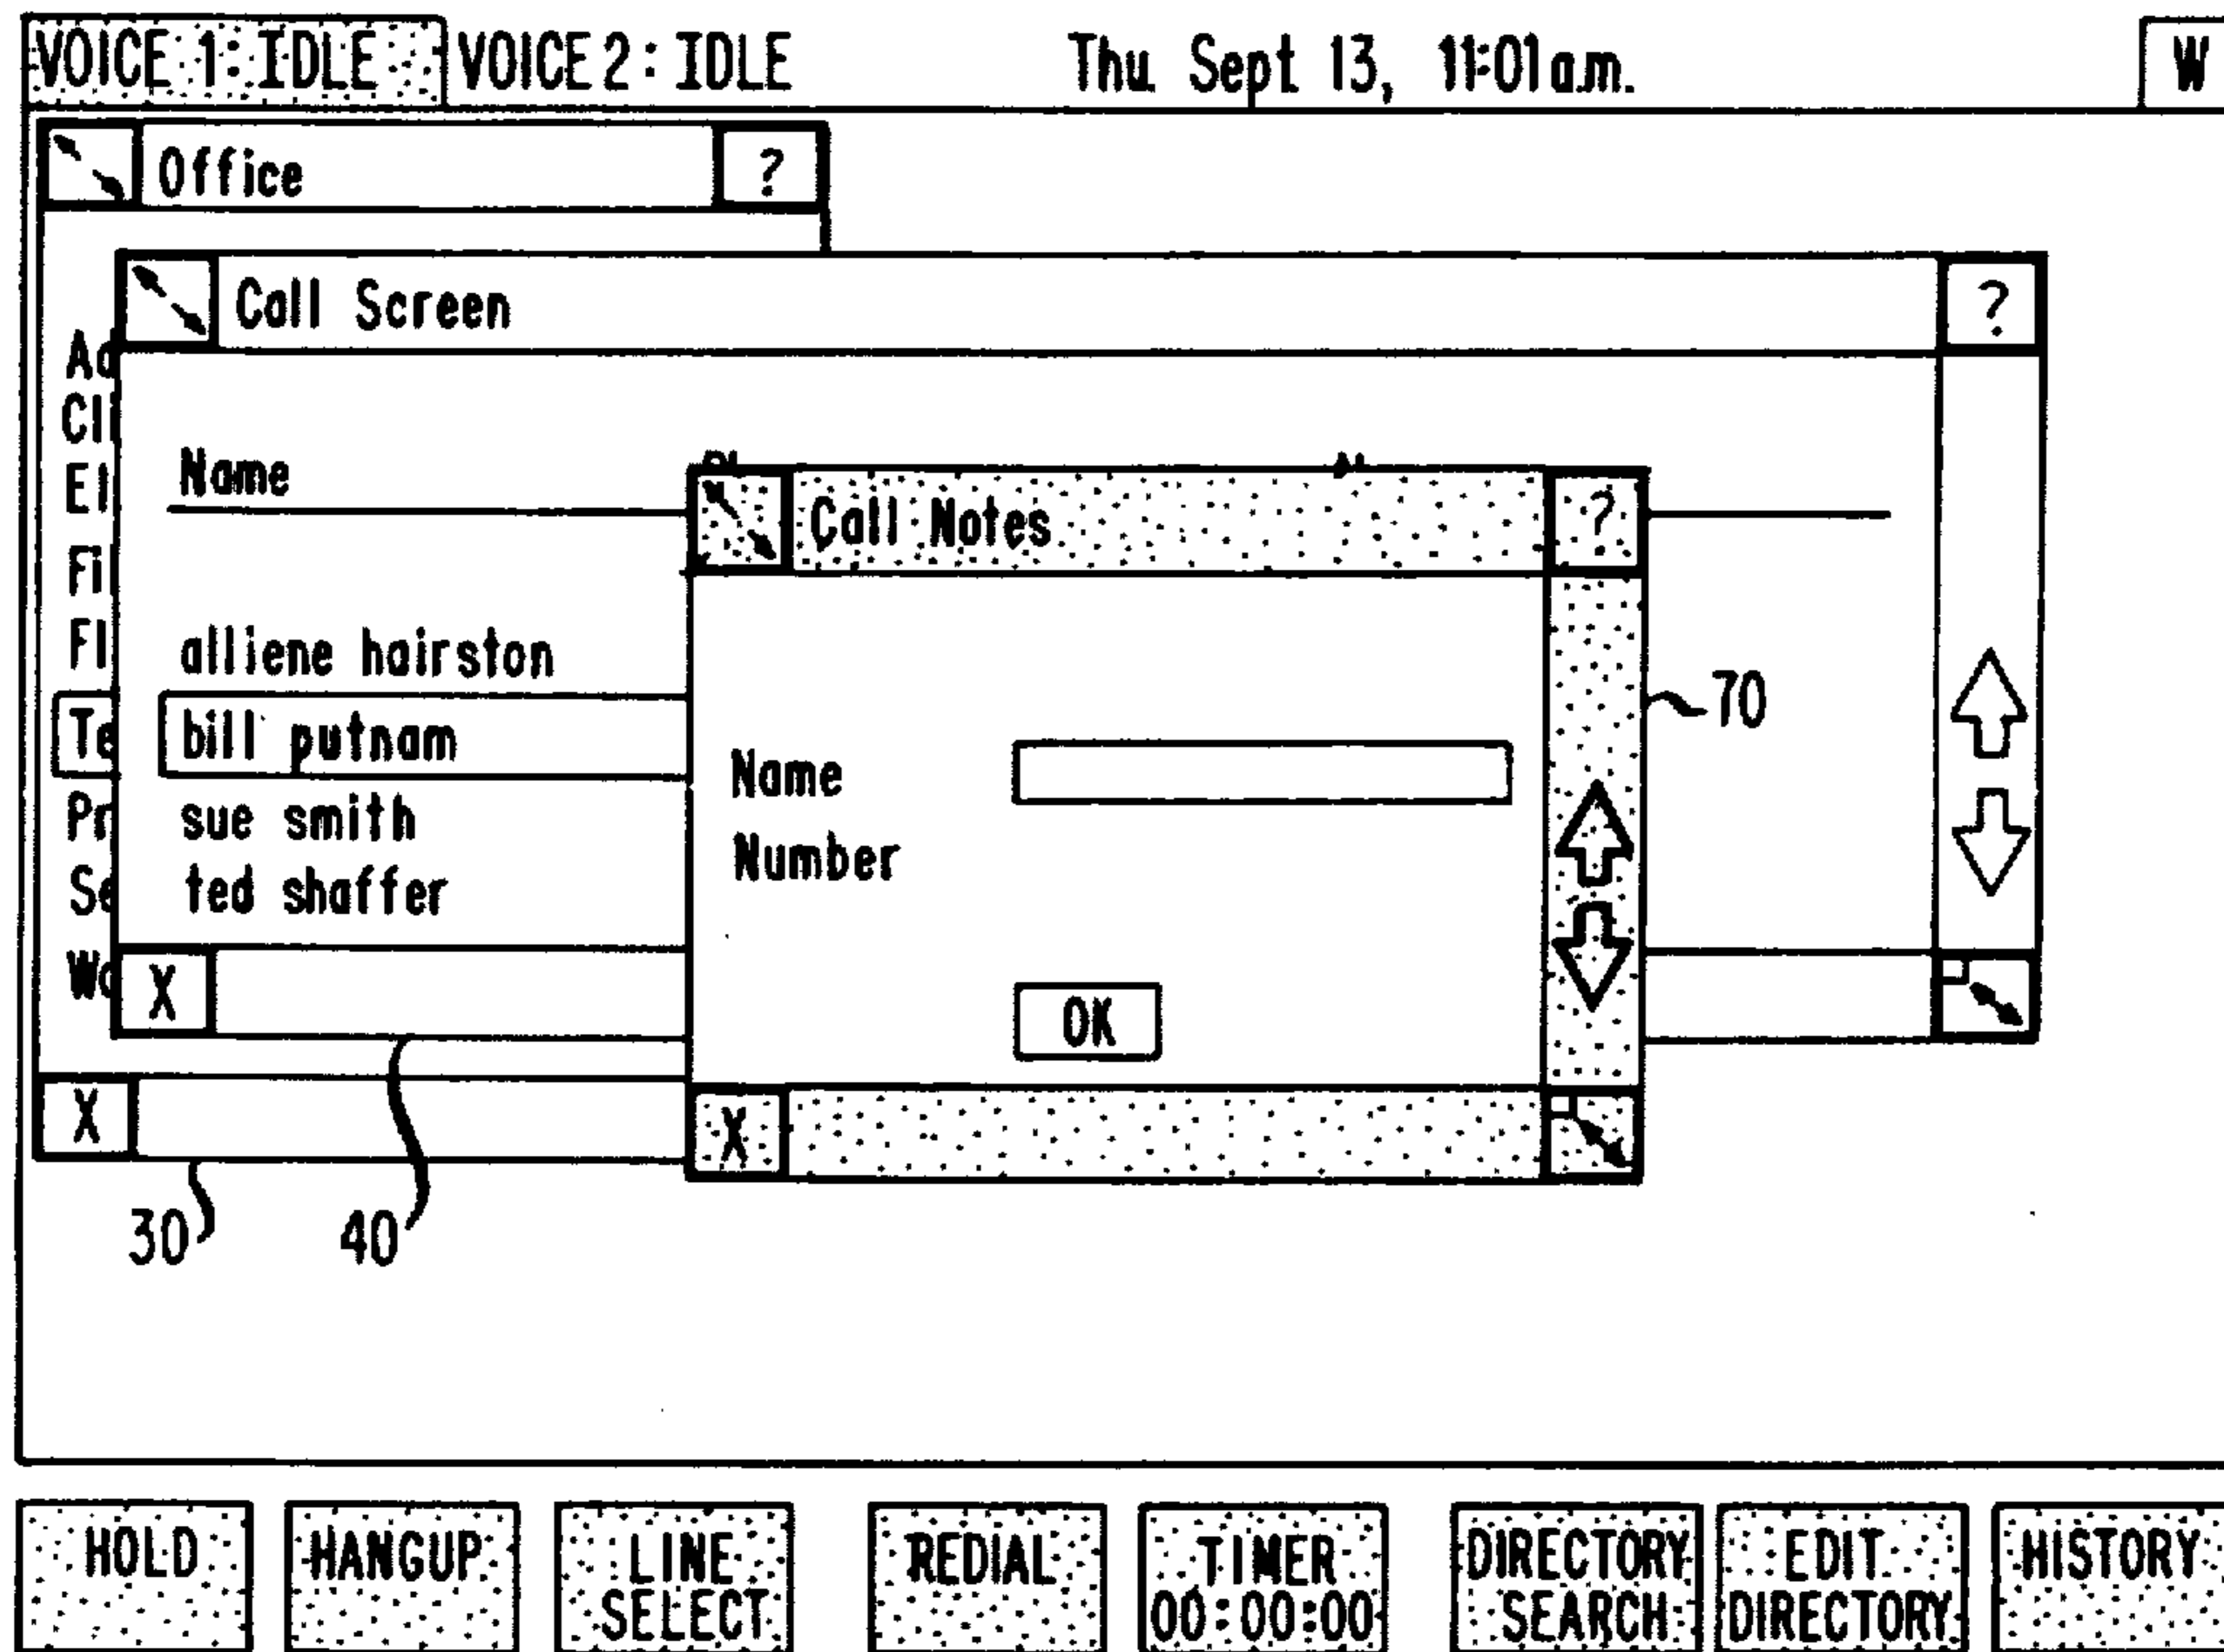 VOICE 1: IDLE VOICE 2: IDLE Thu Sept 13, 11:01 a.m. W
Office ?
Call Screen ?
Name
Call Notes ?
alliene hairston
bill putnam
sue smith
ted shaffer
Name
Number
OK
X
X
X
70
30
40
HOLD
HANGUP
LINE
SELECT
REDIAL
TIMER
00:00:00
DIRECTORY
SEARCH
EDIT
DIRECTORY
HISTORY